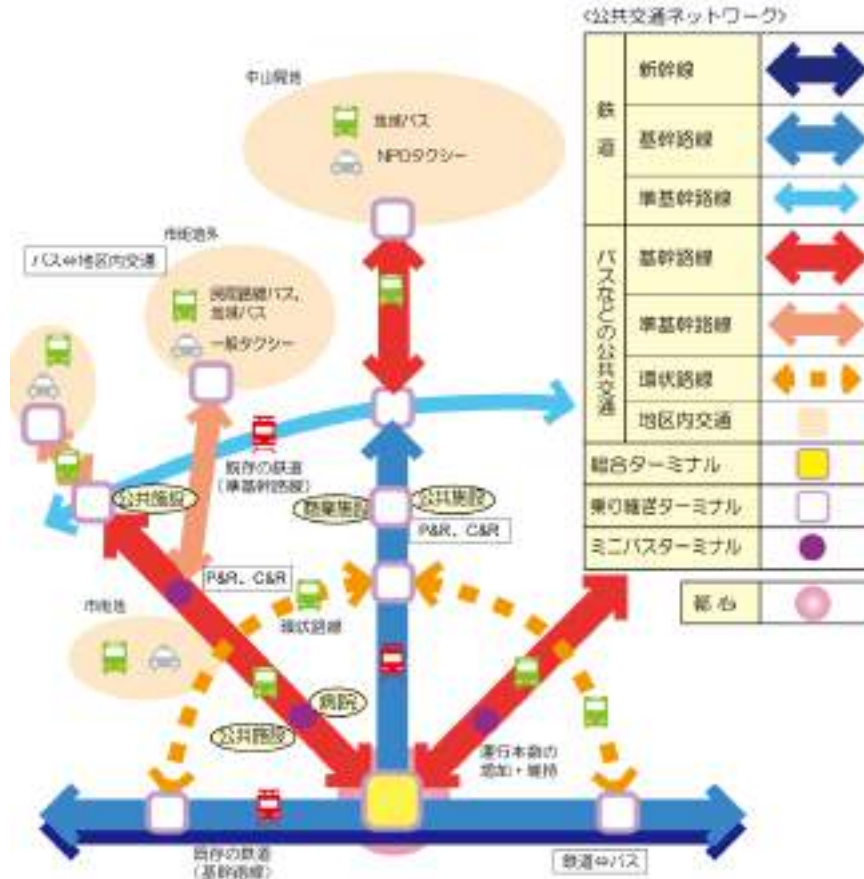 <公共交通ネットワーク>
鉄道
新幹線
基幹路線
準基幹路線
バスなどの公共交通
基幹路線
準基幹路線
環状路線
地区内交通
総合ターミナル
乗り継ぎターミナル
ミニバスターミナル
都心
中山間地
地域バス
NPOタクシー
市街地外
バス⇔地区内交通
民間路線バス、
地域バス
一般タクシー
既存の鉄道
(準基幹路線)
公共施設
商業施設
公共施設
P&R、C&R
P&R、C&R
市街地
環状路線
病院
公共施設
運行本数の
増加・維持
既存の鉄道
(基幹路線)
鉄道⇔バス